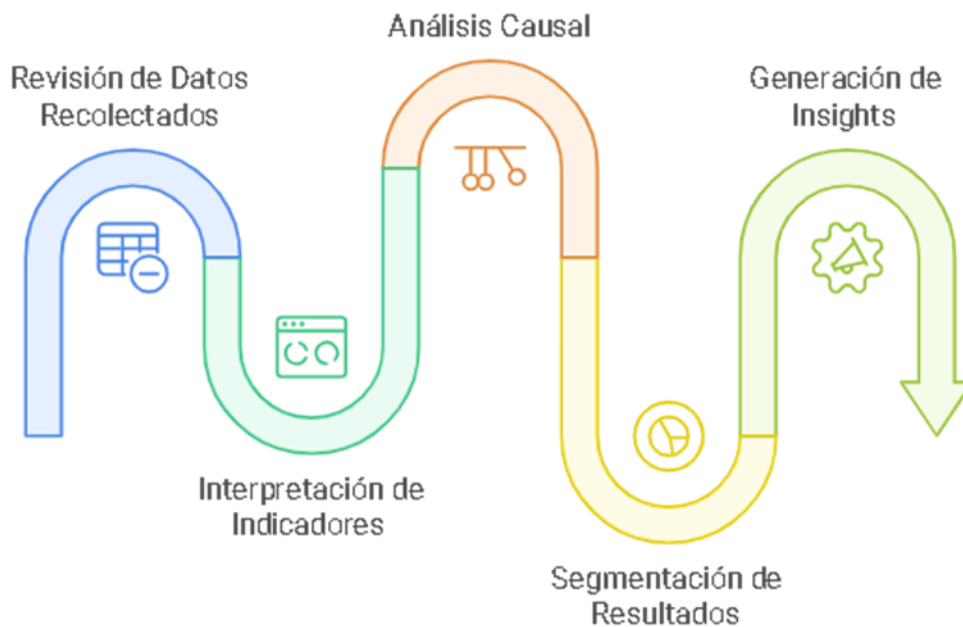 Revisión de Datos
Recolectados
Interpretación de
Indicadores
Análisis Causal
Segmentación de
Resultados
Generación de
Insights